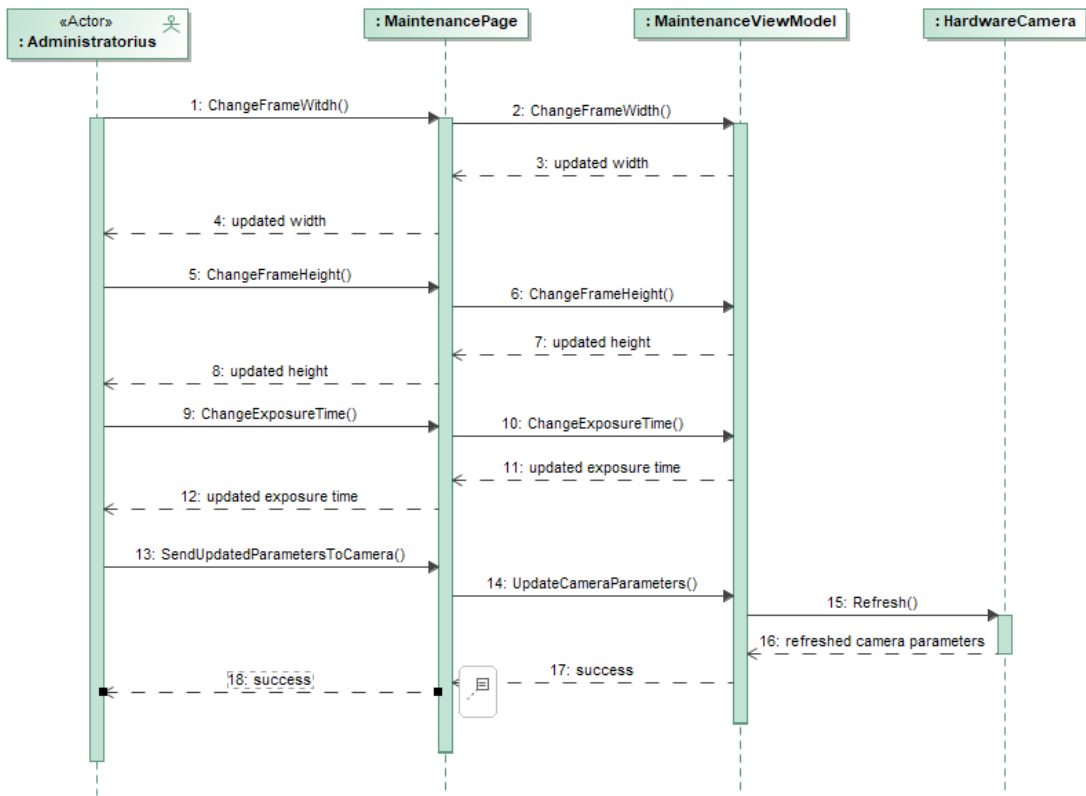 «Actor»
: Administratorius
: MaintenancePage
: MaintenanceViewModel
: HardwareCamera
1: ChangeFrameWitdh()
2: ChangeFrameWidth()
3: updated width
4: updated width
5: ChangeFrameHeight()
6: ChangeFrameHeight()
7: updated height
8: updated height
9: ChangeExposureTime()
10: ChangeExposureTime()
11: updated exposure time
12: updated exposure time
13: SendUpdatedParametersToCamera()
14: UpdateCameraParameters()
15: Refresh()
16: refreshed camera parameters
17: success
18: success